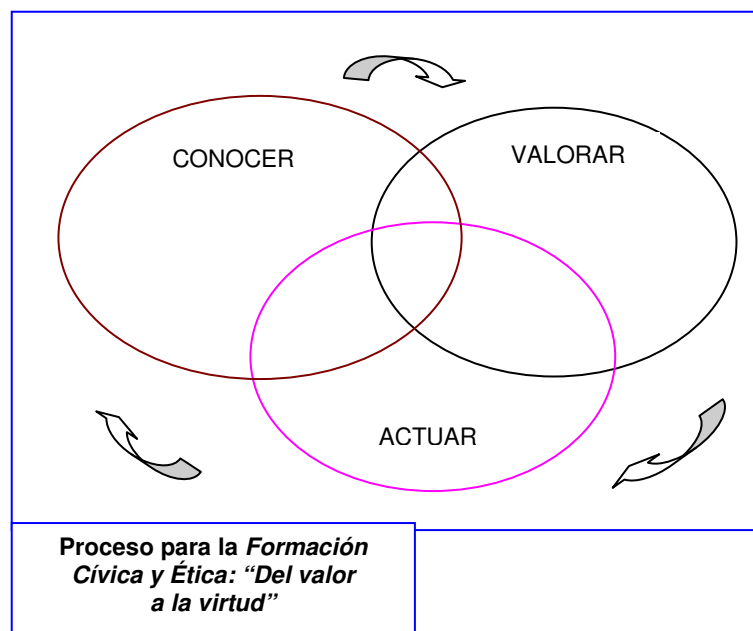 CONOCER
VALORAR
ACTUAR
Proceso para la Formación
Cívica y Ética: “Del valor
a la virtud”